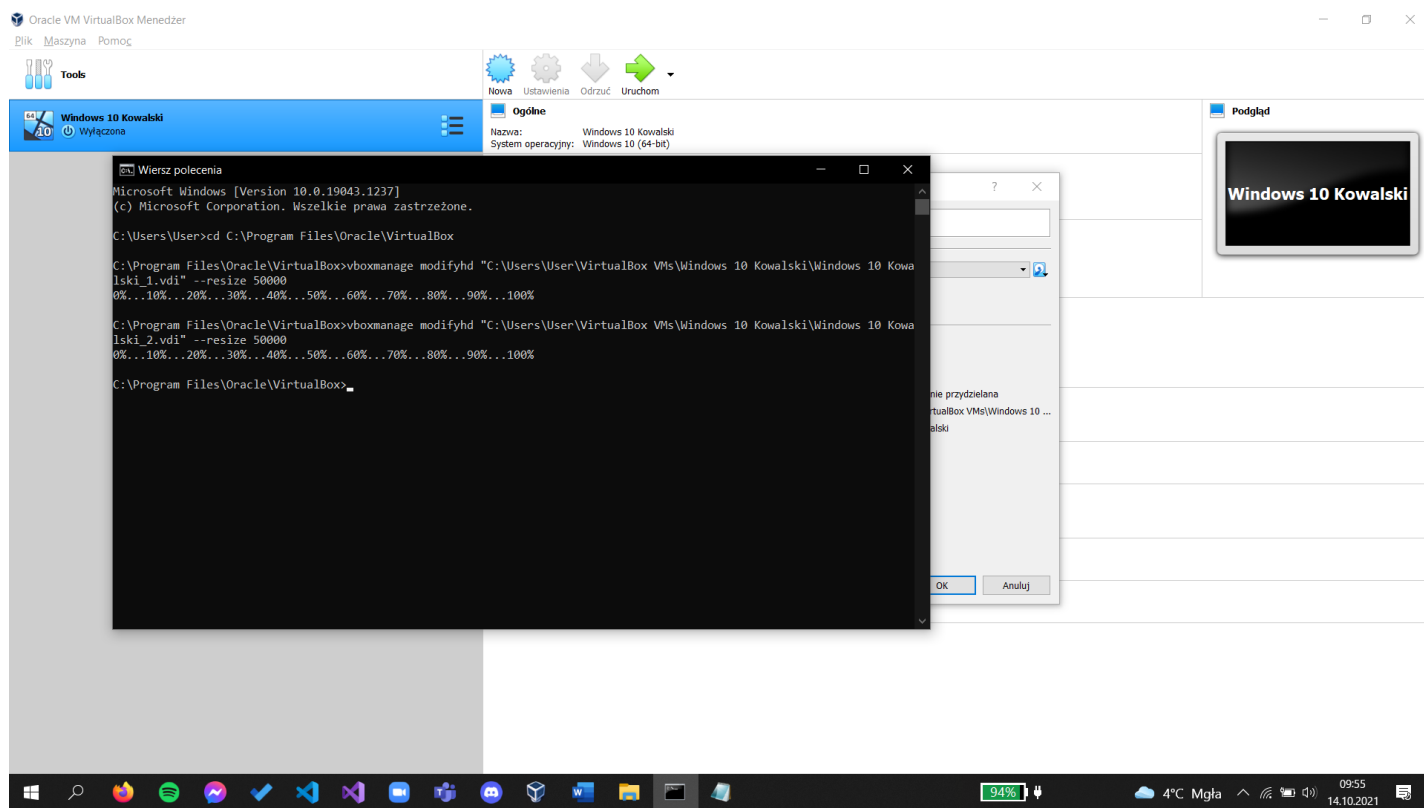 Oracle VM VirtualBox Menedżer
Plik Maszyna Pomoc
Tools
Nowa Ustawienia Odrzuć Uruchom
64
10
Windows 10 Kowalski
Wyłączona
Ogólne
Nazwa: Windows 10 Kowalski
System operacyjny: Windows 10 (64-bit)
Podgląd
Windows 10 Kowalski
Wiersz polecenia
Microsoft Windows [Version 10.0.19043.1237]
(c) Microsoft Corporation. Wszelkie prawa zastrzeżone.
C:\Users\User>cd C:\Program Files\Oracle\VirtualBox
C:\Program Files\Oracle\VirtualBox>vboxmanage modifyhd "C:\Users\User\VirtualBox VMs\Windows 10 Kowalski\Windows 10 Kowa
lski_1.vdi" --resize 50000
0%...10%...20%...30%...40%...50%...60%...70%...80%...90%...100%
C:\Program Files\Oracle\VirtualBox>vboxmanage modifyhd "C:\Users\User\VirtualBox VMs\Windows 10 Kowalski\Windows 10 Kowa
lski_2.vdi" --resize 50000
0%...10%...20%...30%...40%...50%...60%...70%...80%...90%...100%
C:\Program Files\Oracle\VirtualBox>
?
nie przydzielana
rtualBox VMs\Windows 10 ...
alski
OK Anuluj
94%
4°C Mgła
09:55
14.10.2021